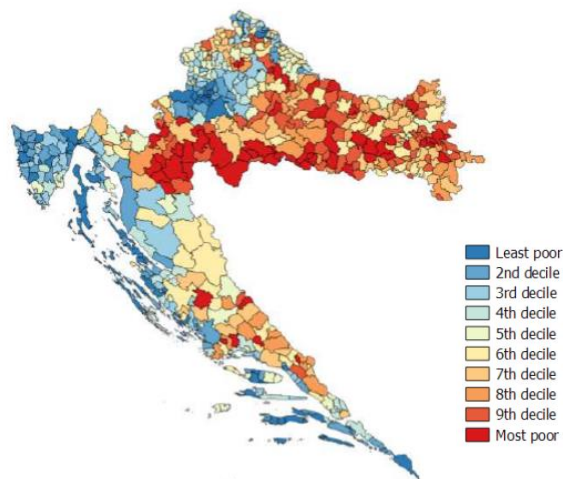 Least poor
2nd decile
3rd decile
4th decile
5th decile
6th decile
7th decile
8th decile
9th decile
Most poor